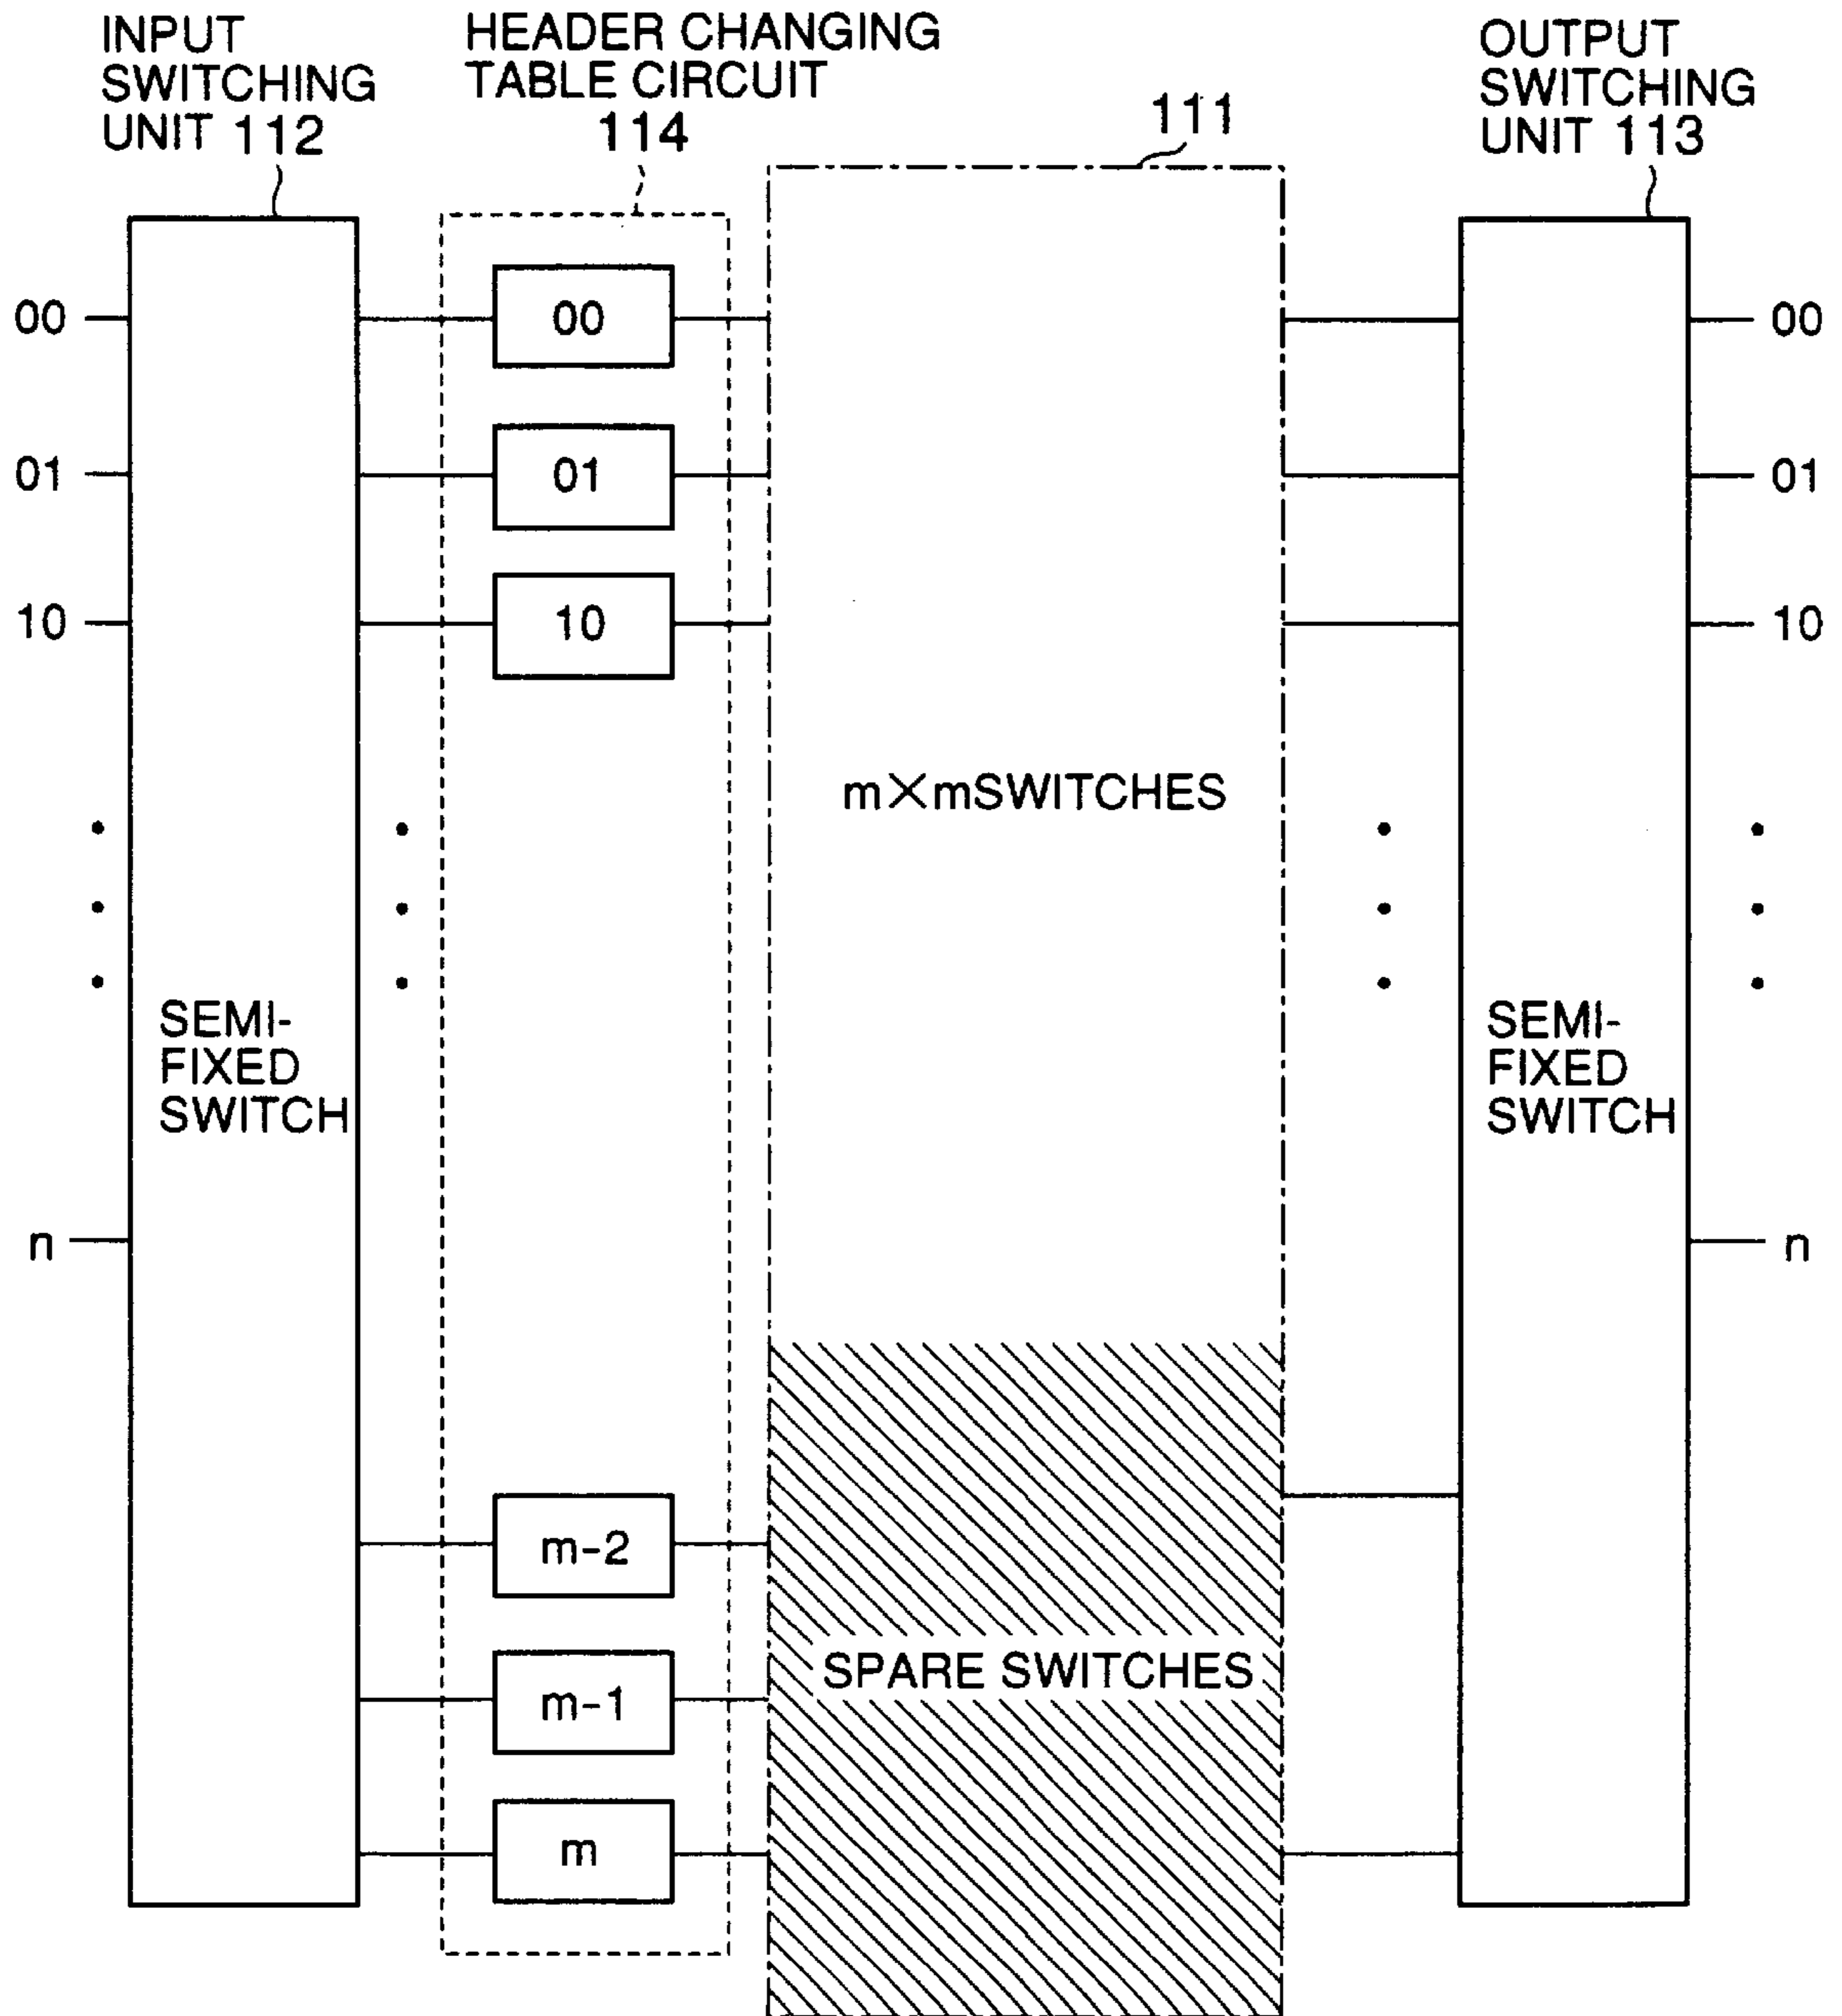 INPUT
SWITCHING
UNIT 112
HEADER CHANGING
TABLE CIRCUIT
114
111
OUTPUT
SWITCHING
UNIT 113
00
00
00
01
01
01
10
10
10
m×mSWITCHES
SEMI-
FIXED
SWITCH
SEMI-
FIXED
SWITCH
n
n
m-2
m-1
SPARE SWITCHES
m